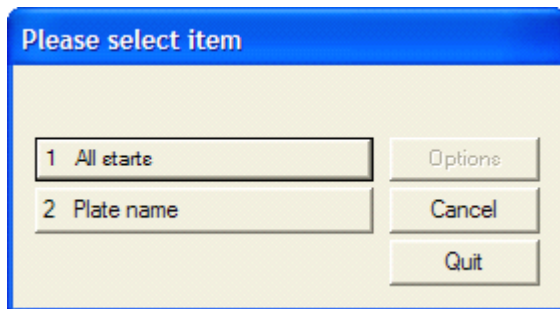 Please select item
1 All starts
Options
2 Plate name
Cancel
Quit